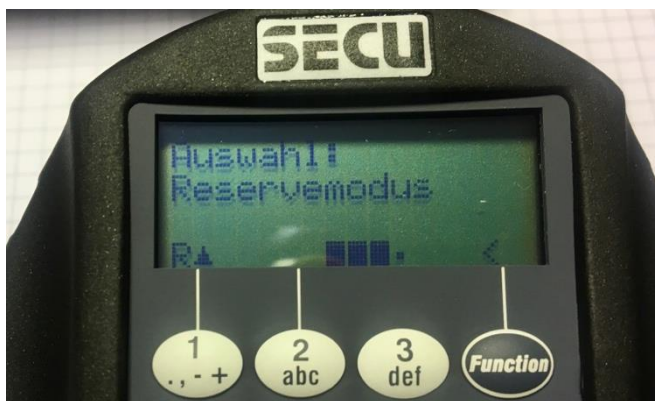 SECU
Auswahl:
Reservemodus
R
<
1 2 3 Function
.,-+ abc def